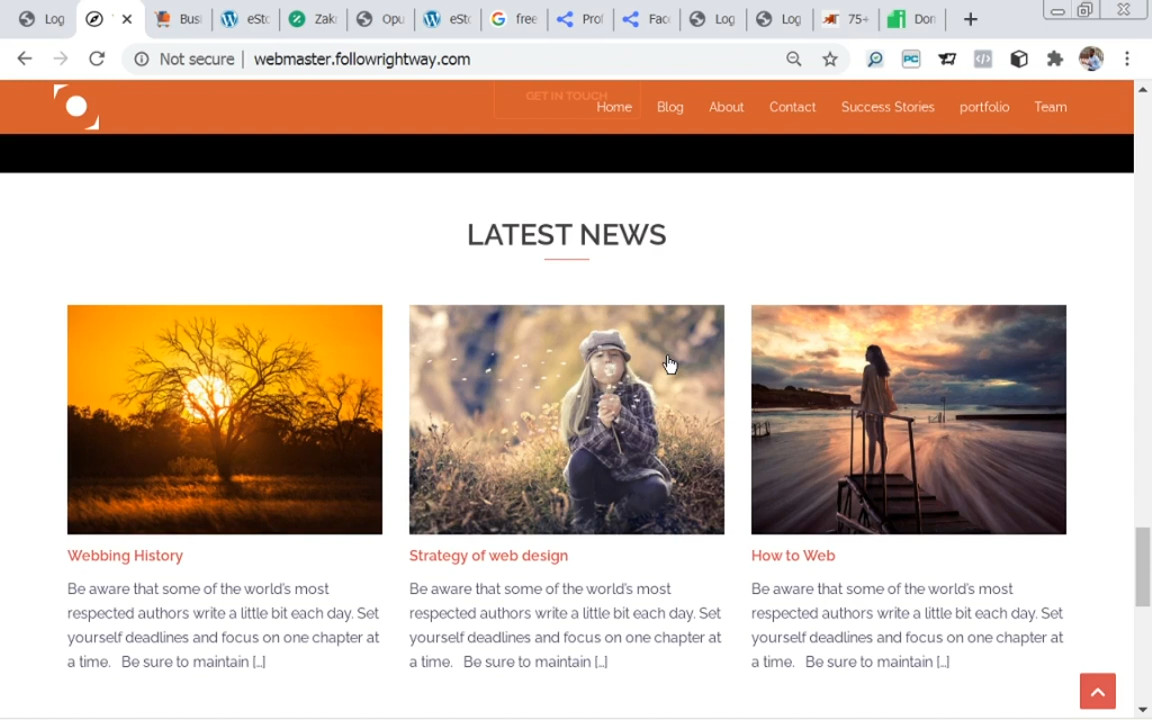 Log
Busi
eSto
Zak
Opu
eSto
free
Prof
Fac
Log
Log
75+
Don
Not secure
webmaster.followrightway.com
GET IN TOUCH
Home Blog About Contact Success Stories portfolio Team
LATEST NEWS
Webbing History
Be aware that some of the world's most
respected authors write a little bit each day. Set
yourself deadlines and focus on one chapter at
a time. Be sure to maintain [...]
Strategy of web design
Be aware that some of the world's most
respected authors write a little bit each day. Set
yourself deadlines and focus on one chapter at
a time. Be sure to maintain [...]
How to Web
Be aware that some of the world's most
respected authors write a little bit each day. Set
yourself deadlines and focus on one chapter at
a time. Be sure to maintain [...]